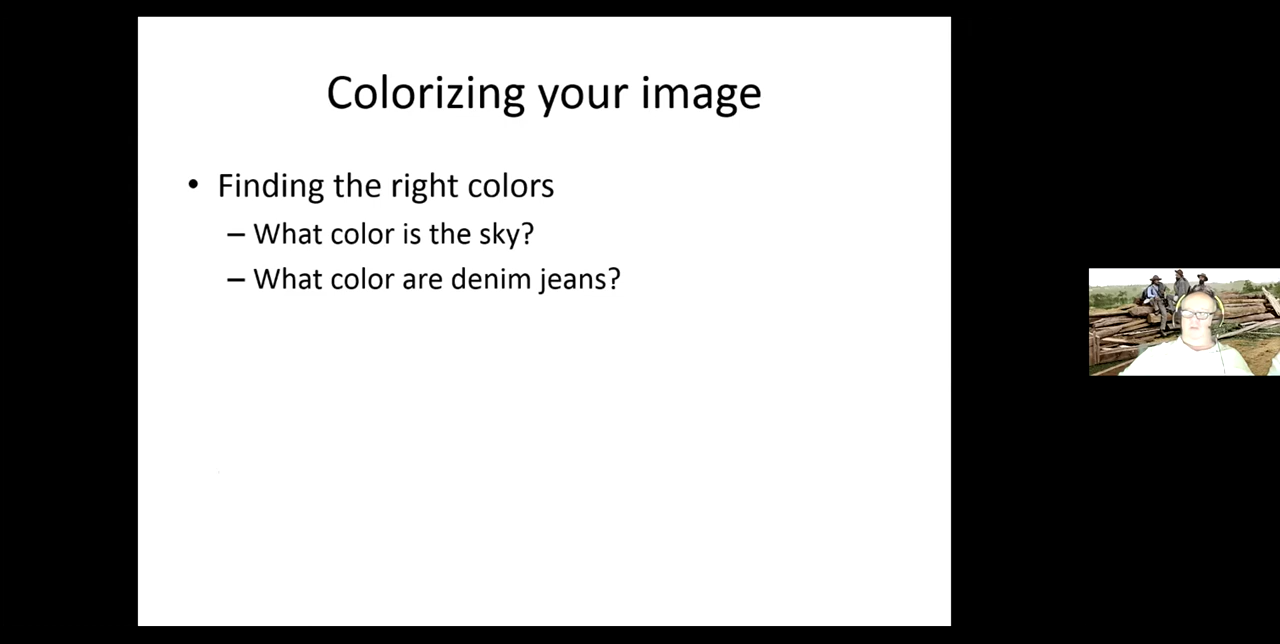 Colorizing your image
• Finding the right colors
– What color is the sky?
– What color are denim jeans?